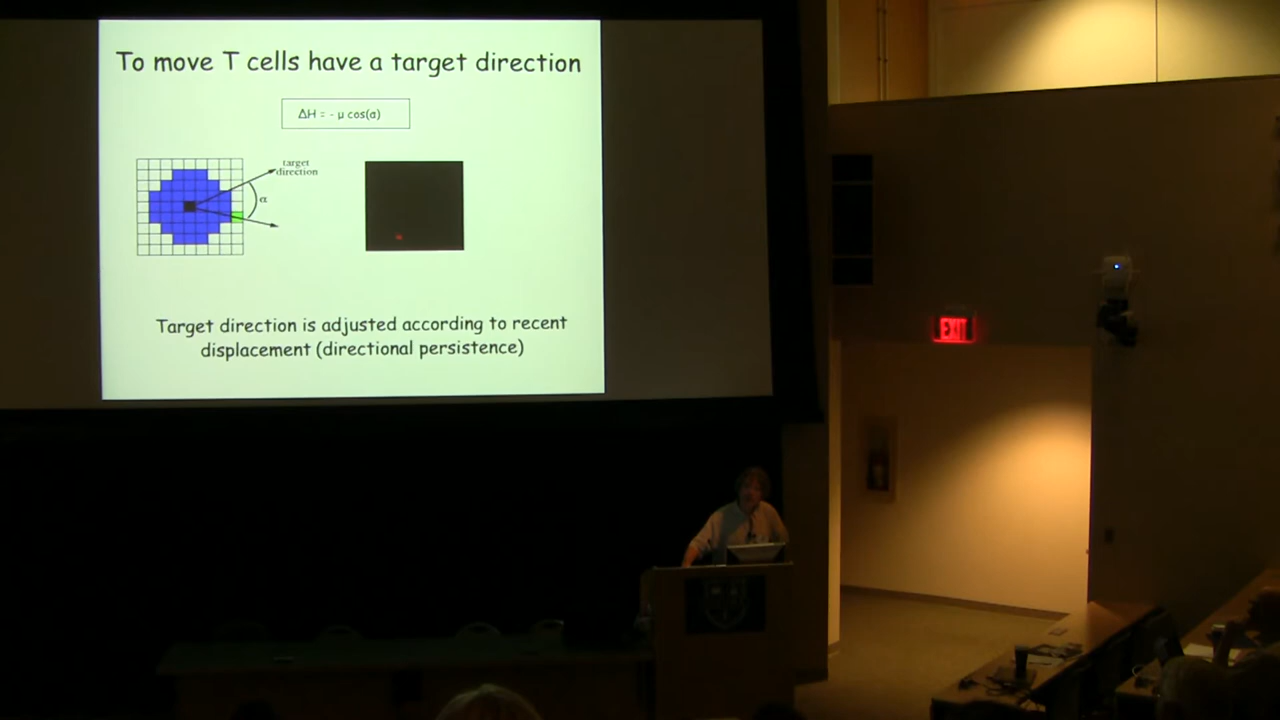 To move T cells have a target direction
ΔH = - μ cos(α)
target
direction
α
Target direction is adjusted according to recent
displacement (directional persistence)
EXIT